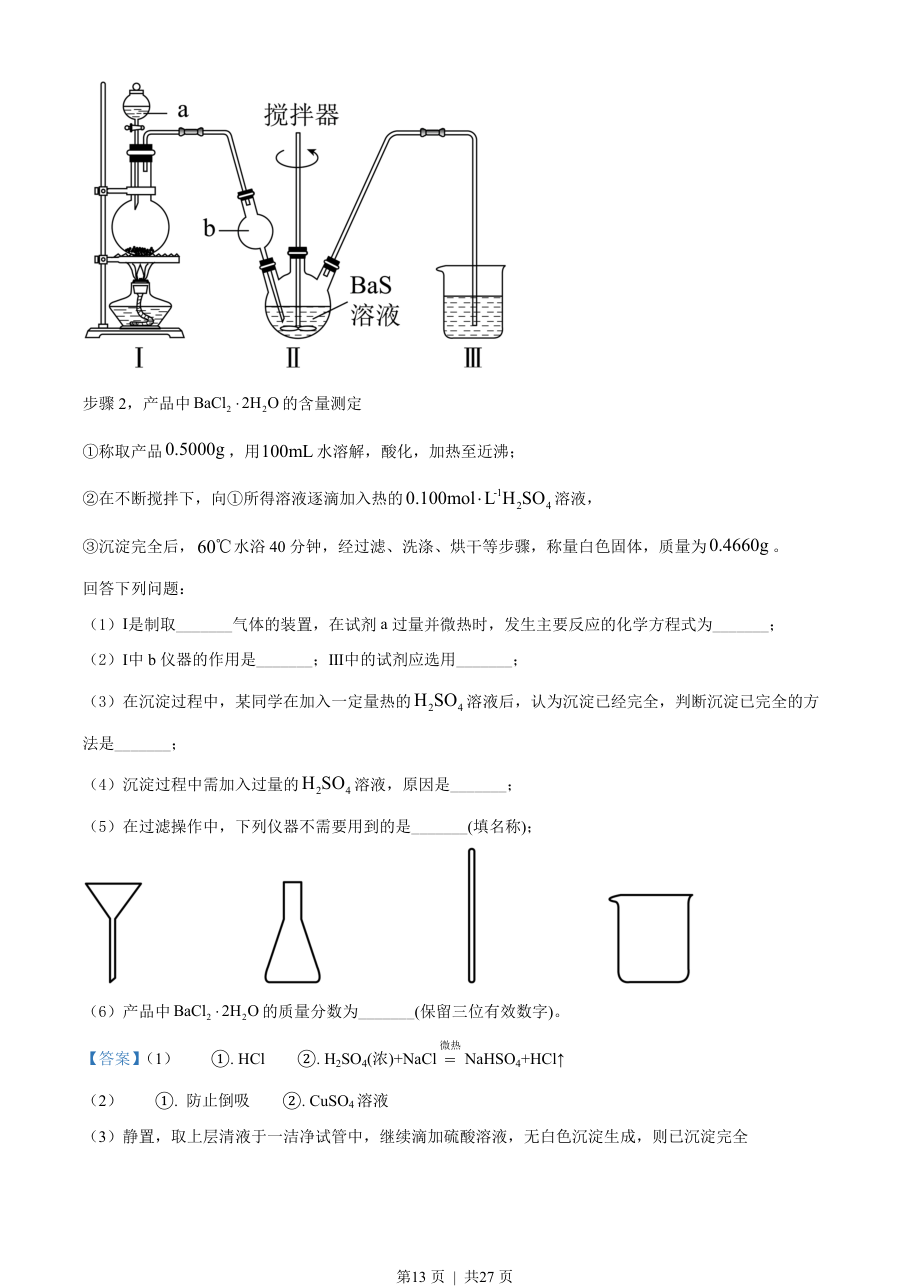 a
搅拌器
b
BaS
溶液
Ⅰ
Ⅱ
Ⅲ
步骤 2，产品中 BaCl₂ · 2H₂O 的含量测定
①称取产品 0.5000g ，用100mL 水溶解，酸化，加热至近沸；
②在不断搅拌下，向①所得溶液逐滴加入热的 0.100mol · L⁻¹H₂SO₄ 溶液，
③沉淀完全后，60℃水浴 40 分钟，经过滤、洗涤、烘干等步骤，称量白色固体，质量为 0.4660g 。
回答下列问题：
（1）Ⅰ是制取_______气体的装置，在试剂 a 过量并微热时，发生主要反应的化学方程式为_______；
（2）Ⅰ中 b 仪器的作用是_______；Ⅲ中的试剂应选用_______；
（3）在沉淀过程中，某同学在加入一定量热的 H₂SO₄ 溶液后，认为沉淀已经完全，判断沉淀已完全的方
法是_______；
（4）沉淀过程中需加入过量的 H₂SO₄ 溶液，原因是_______；
（5）在过滤操作中，下列仪器不需要用到的是_______(填名称)；
（6）产品中 BaCl₂ · 2H₂O 的质量分数为_______(保留三位有效数字)。
【答案】（1） ①. HCl ②. H₂SO₄(浓)+NaCl 微热 = NaHSO₄+HCl↑
（2） ①. 防止倒吸 ②. CuSO₄ 溶液
（3）静置，取上层清液于一洁净试管中，继续滴加硫酸溶液，无白色沉淀生成，则已沉淀完全
第13 页 | 共27 页